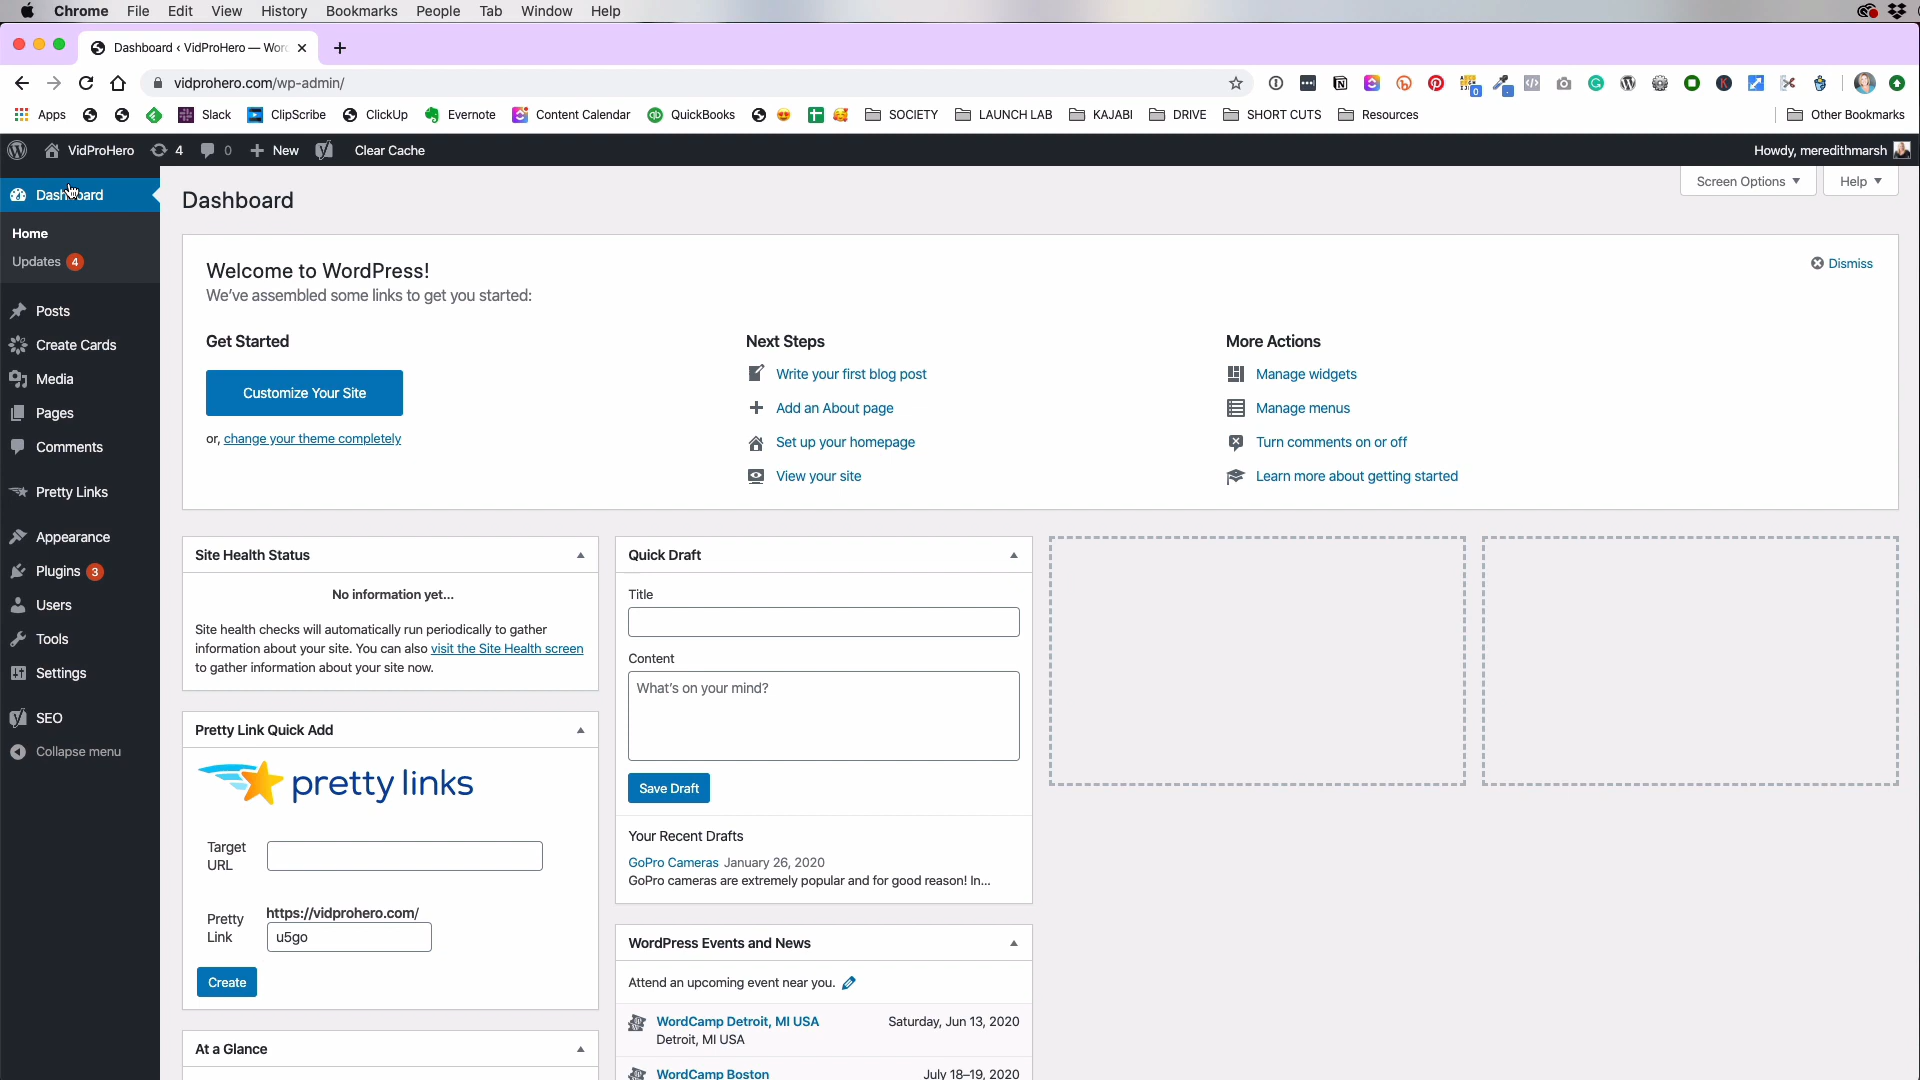 Chrome File Edit View History Bookmarks People Tab Window Help
Dashboard ‹ VidProHero — Word
vidprohero.com/wp-admin/
Apps Slack ClipScribe ClickUp Evernote Content Calendar QuickBooks SOCIETY LAUNCH LAB KAJABI DRIVE SHORT CUTS Resources Other Bookmarks
VidProHero 4 0 New Clear Cache Howdy, meredithmarsh
Dashboard
Home
Updates 4
Posts
Create Cards
Media
Pages
Comments
Pretty Links
Appearance
Plugins 3
Users
Tools
Settings
SEO
Collapse menu
Dashboard
Screen Options Help
Welcome to WordPress!
We've assembled some links to get you started:
Dismiss
Get Started
Customize Your Site
or, change your theme completely
Next Steps
Write your first blog post
Add an About page
Set up your homepage
View your site
More Actions
Manage widgets
Manage menus
Turn comments on or off
Learn more about getting started
Site Health Status
No information yet...
Site health checks will automatically run periodically to gather
information about your site. You can also visit the Site Health screen
to gather information about your site now.
Pretty Link Quick Add
pretty links
Target
URL
Pretty
Link
https://vidprohero.com/
u5go
Create
At a Glance
Quick Draft
Title
Content
What's on your mind?
Save Draft
Your Recent Drafts
GoPro Cameras January 26, 2020
GoPro cameras are extremely popular and for good reason! In...
WordPress Events and News
Attend an upcoming event near you.
WordCamp Detroit, MI USA Saturday, Jun 13, 2020
Detroit, MI USA
WordCamp Boston July 18–19, 2020